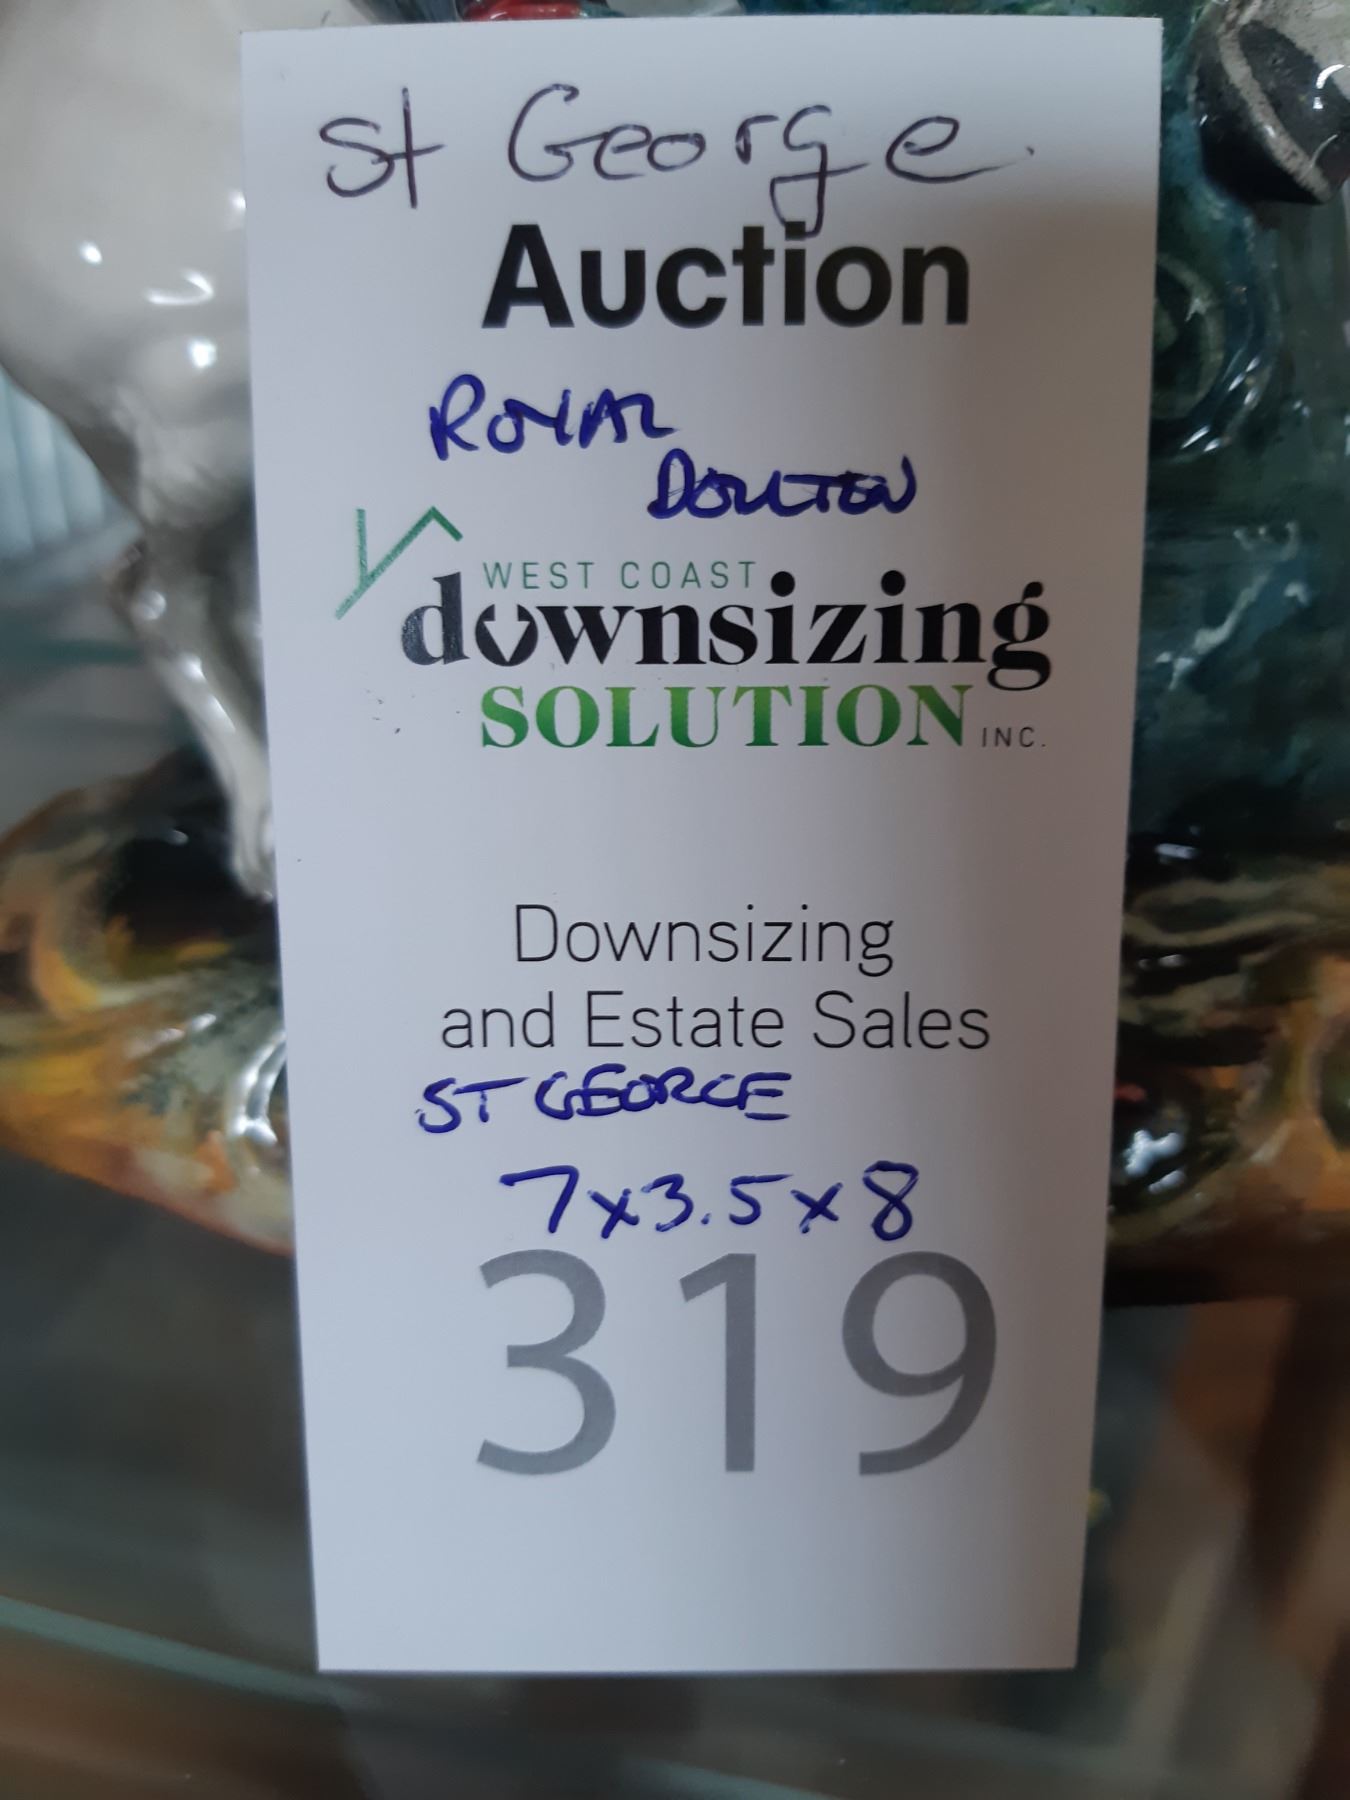 St George
Auction
ROYAL
DOULTON
WEST COAST
downsizing
SOLUTION INC.
Downsizing
and Estate Sales
ST GEORGE
7x3.5x8
319